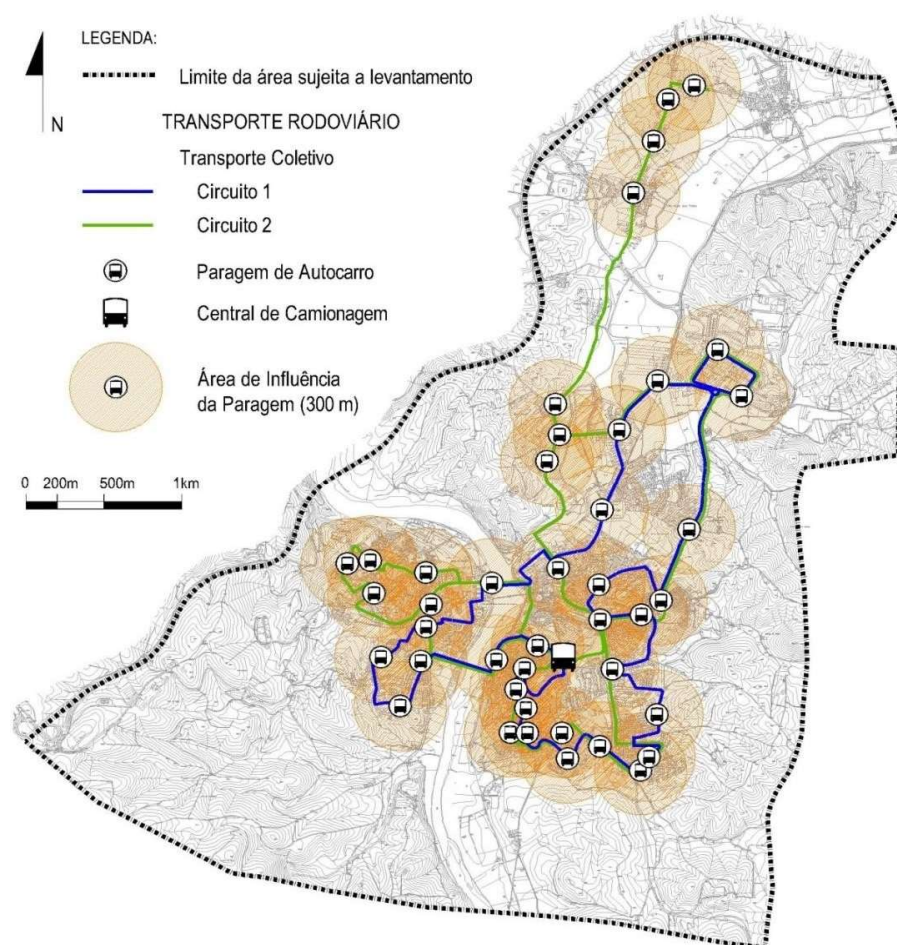 LEGENDA:
Limite da área sujeita a levantamento
N
TRANSPORTE RODOVIÁRIO
Transporte Coletivo
Circuito 1
Circuito 2
Paragem de Autocarro
Central de Camionagem
Área de Influência
da Paragem (300 m)
0 200m 500m 1km